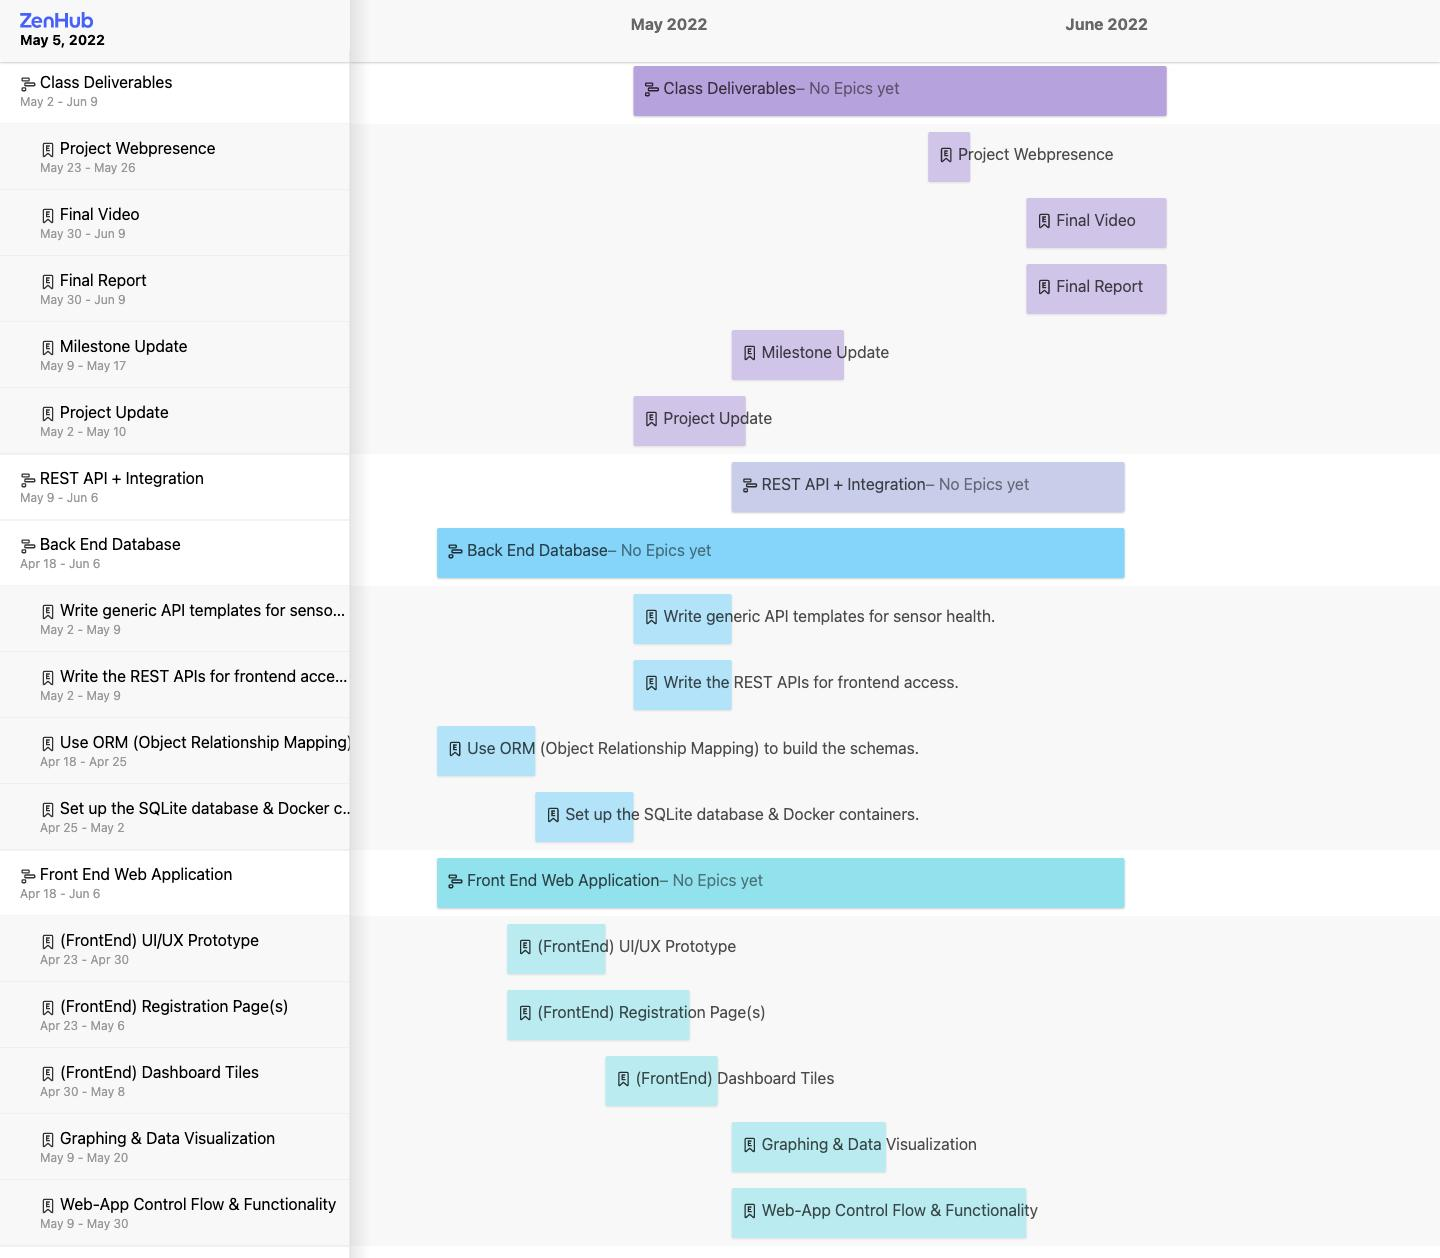 ZenHub
May 5, 2022
May 2022
June 2022
Class Deliverables
May 2 - Jun 9
Class Deliverables– No Epics yet
Project Webpresence
May 23 - May 26
Project Webpresence
Final Video
May 30 - Jun 9
Final Video
Final Report
May 30 - Jun 9
Final Report
Milestone Update
May 9 - May 17
Milestone Update
Project Update
May 2 - May 10
Project Update
REST API + Integration
May 9 - Jun 6
REST API + Integration– No Epics yet
Back End Database
Apr 18 - Jun 6
Back End Database– No Epics yet
Write generic API templates for senso...
May 2 - May 9
Write generic API templates for sensor health.
Write the REST APIs for frontend acce...
May 2 - May 9
Write the REST APIs for frontend access.
Use ORM (Object Relationship Mapping)
Apr 18 - Apr 25
Use ORM (Object Relationship Mapping) to build the schemas.
Set up the SQLite database & Docker c...
Apr 25 - May 2
Set up the SQLite database & Docker containers.
Front End Web Application
Apr 18 - Jun 6
Front End Web Application– No Epics yet
(FrontEnd) UI/UX Prototype
Apr 23 - Apr 30
(FrontEnd) UI/UX Prototype
(FrontEnd) Registration Page(s)
Apr 23 - May 6
(FrontEnd) Registration Page(s)
(FrontEnd) Dashboard Tiles
Apr 30 - May 8
(FrontEnd) Dashboard Tiles
Graphing & Data Visualization
May 9 - May 20
Graphing & Data Visualization
Web-App Control Flow & Functionality
May 9 - May 30
Web-App Control Flow & Functionality